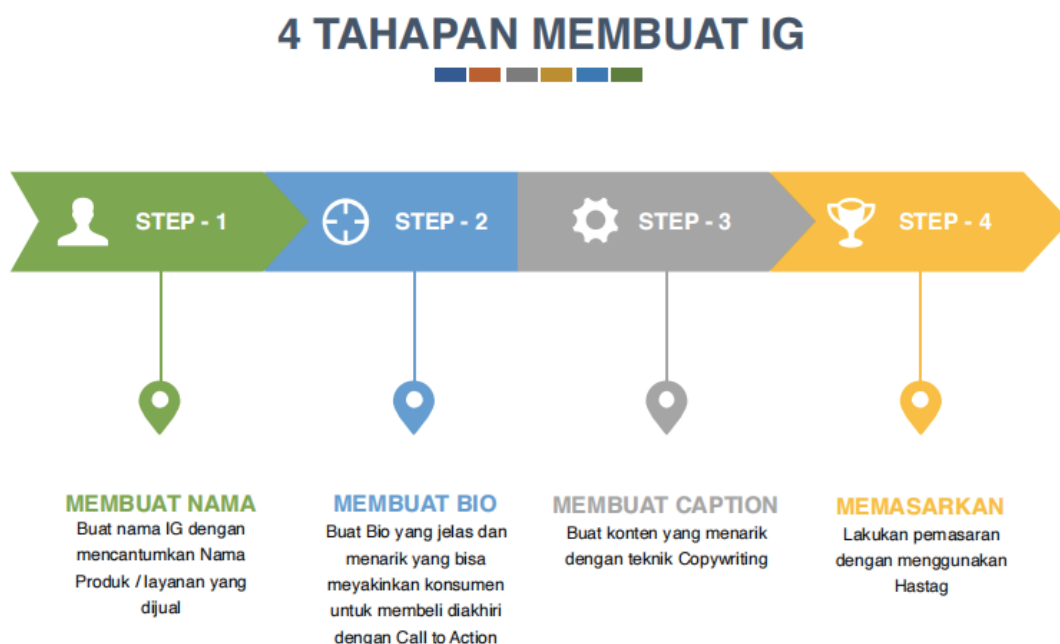 4 TAHAPAN MEMBUAT IG
STEP - 1
STEP - 2
STEP - 3
STEP - 4
MEMBUAT NAMA
Buat nama IG dengan
mencantumkan Nama
Produk / layanan yang
dijual
MEMBUAT BIO
Buat Bio yang jelas dan
menarik yang bisa
meyakinkan konsumen
untuk membeli diakhiri
dengan Call to Action
MEMBUAT CAPTION
Buat konten yang menarik
dengan teknik Copywriting
MEMASARKAN
Lakukan pemasaran
dengan menggunakan
Hastag